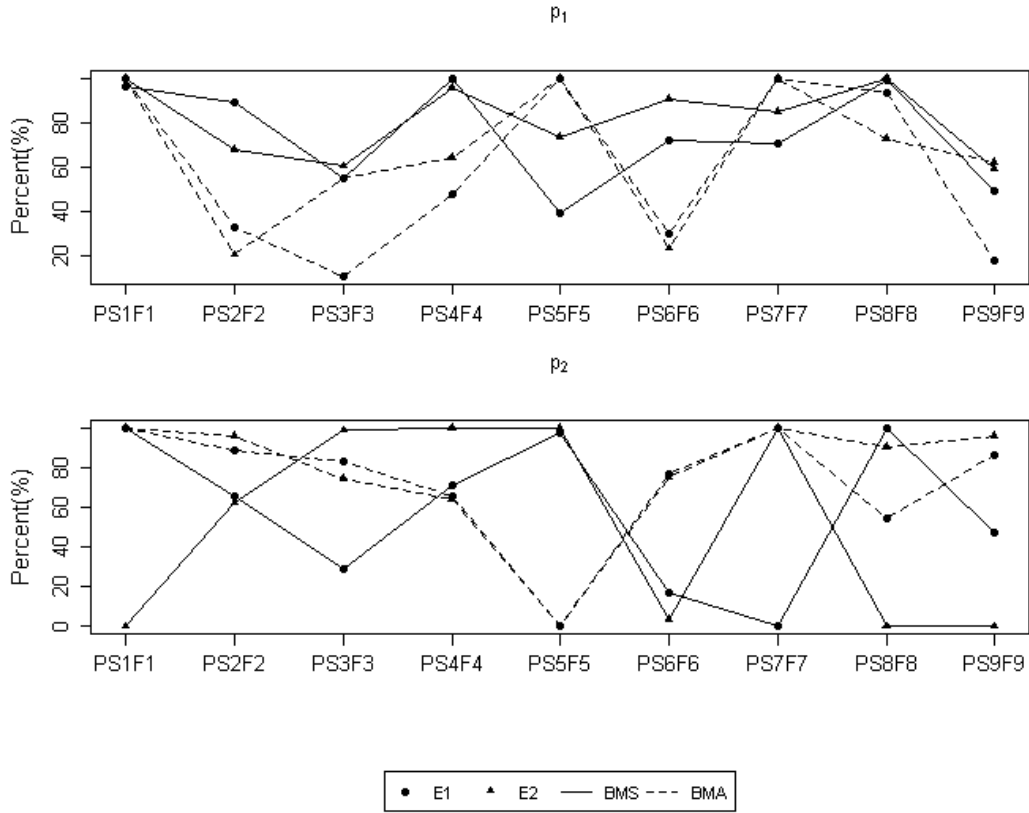 p₁
Percent(%)
80
60
40
20
PS1F1 PS2F2 PS3F3 PS4F4 PS5F5 PS6F6 PS7F7 PS8F8 PS9F9
p₂
Percent(%)
80
60
40
20
0
PS1F1 PS2F2 PS3F3 PS4F4 PS5F5 PS6F6 PS7F7 PS8F8 PS9F9
E1 E2 BMS BMA